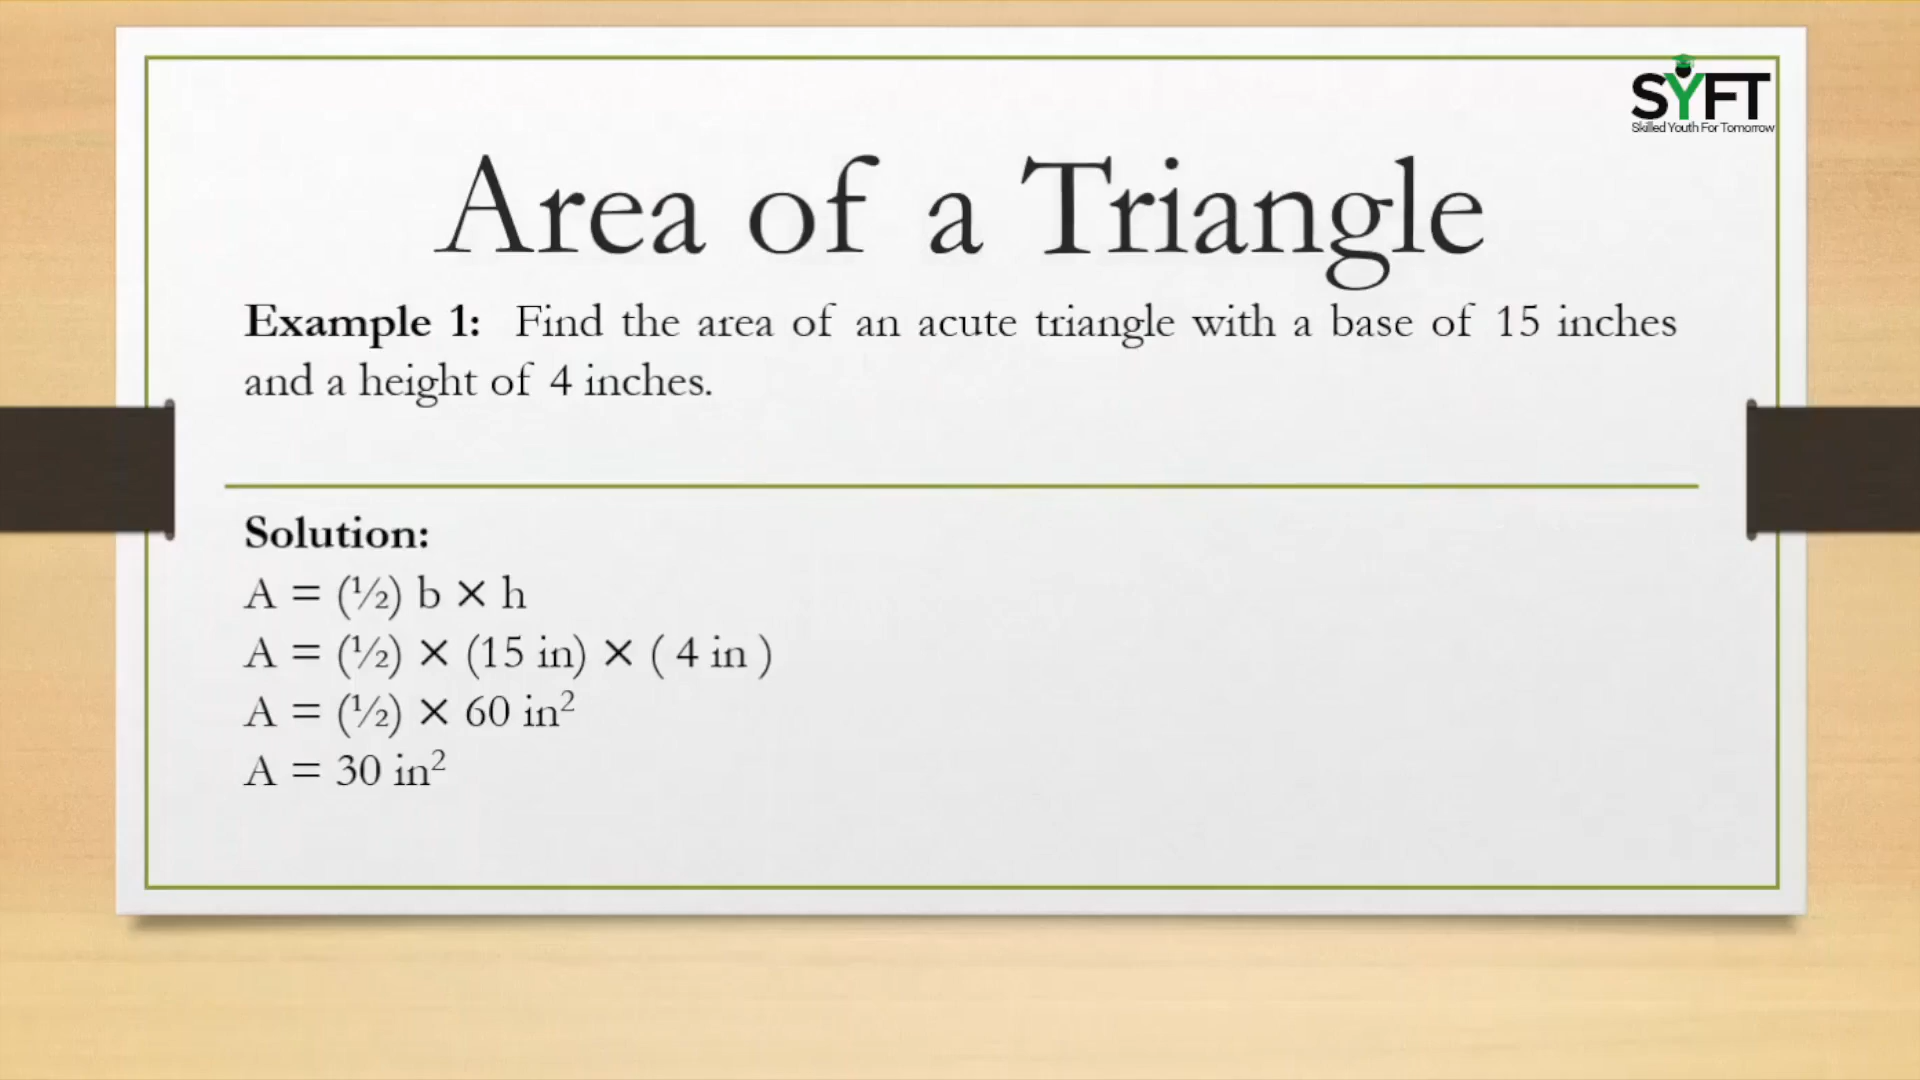 SYFT
Skilled Youth For Tomorrow
Area of a Triangle
Example 1: Find the area of an acute triangle with a base of 15 inches
and a height of 4 inches.
Solution:
A = (½) b × h
A = (½) × (15 in) × ( 4 in )
A = (½) × 60 in²
A = 30 in²